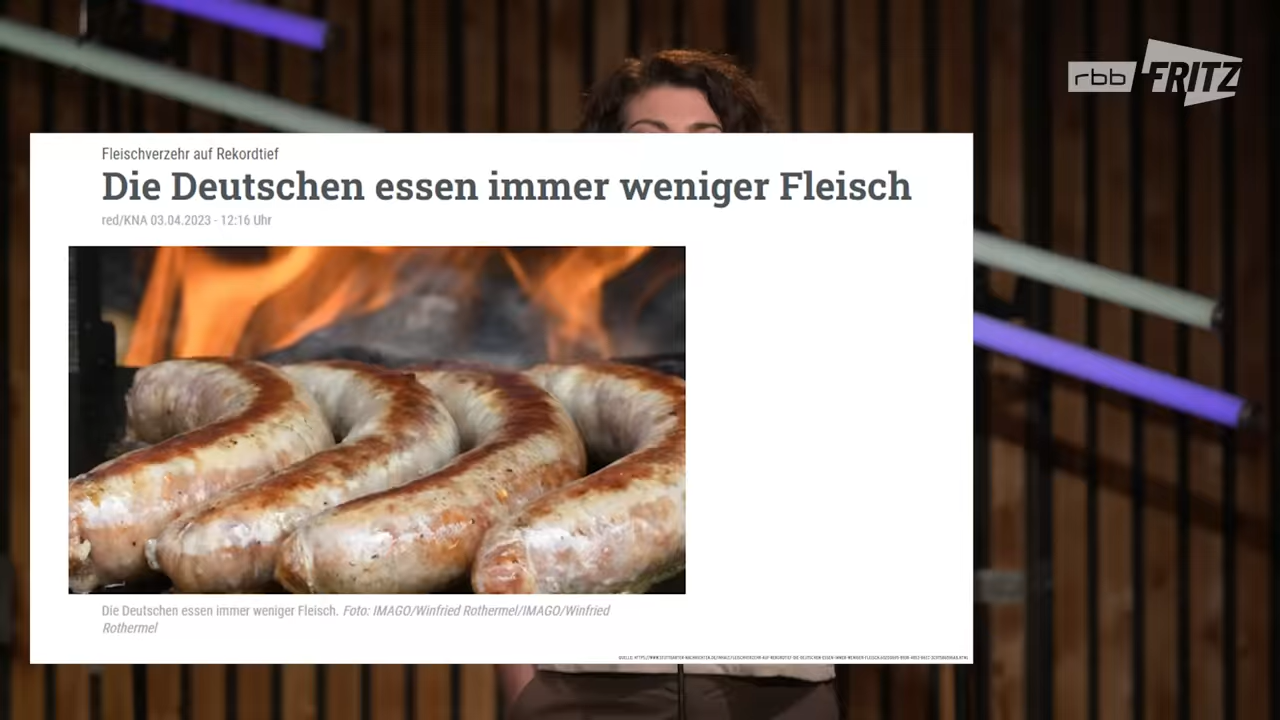 rbb FRITZ
Fleischverzehr auf Rekordtief
Die Deutschen essen immer weniger Fleisch
red/KNA 03.04.2023 - 12:16 Uhr
Die Deutschen essen immer weniger Fleisch. Foto: IMAGO/Winfried Rothermel/IMAGO/Winfried
Rothermel